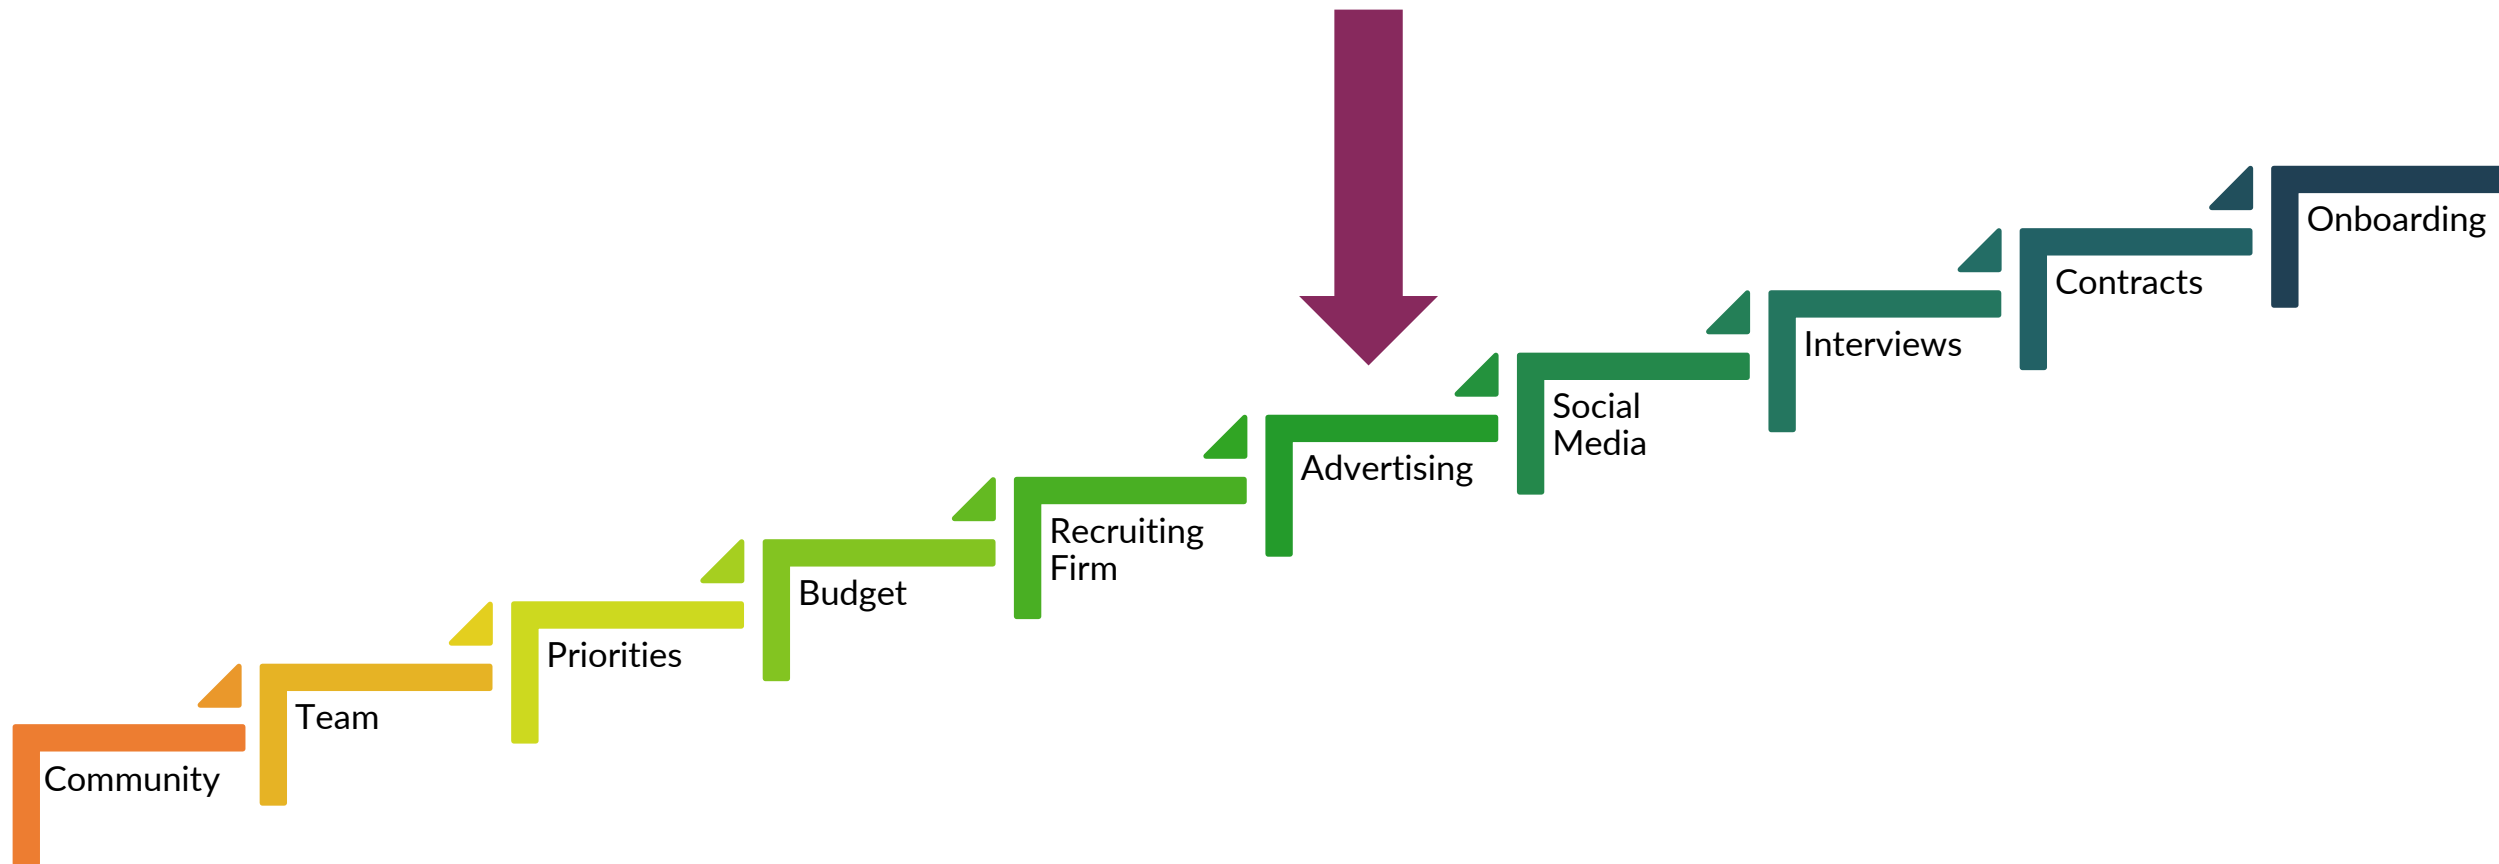 Community
Team
Priorities
Budget
Recruiting
Firm
Advertising
Social
Media
Interviews
Contracts
Onboarding